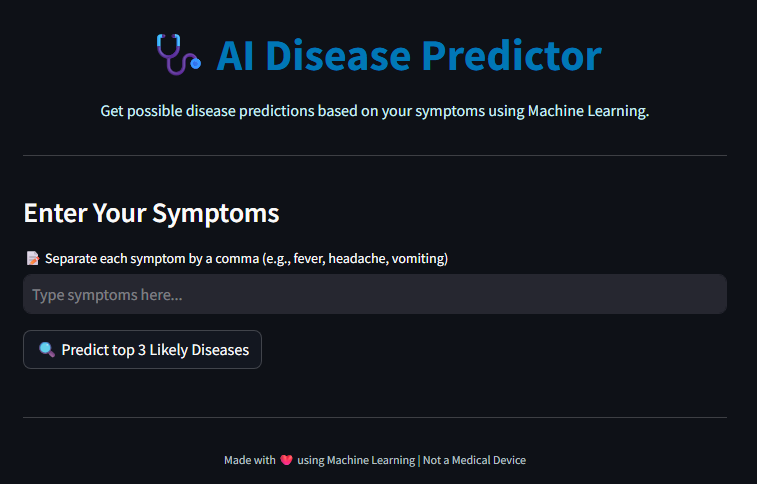 AI Disease Predictor
Get possible disease predictions based on your symptoms using Machine Learning.
Enter Your Symptoms
Separate each symptom by a comma (e.g., fever, headache, vomiting)
Type symptoms here...
Predict top 3 Likely Diseases
Made with ❤️ using Machine Learning | Not a Medical Device